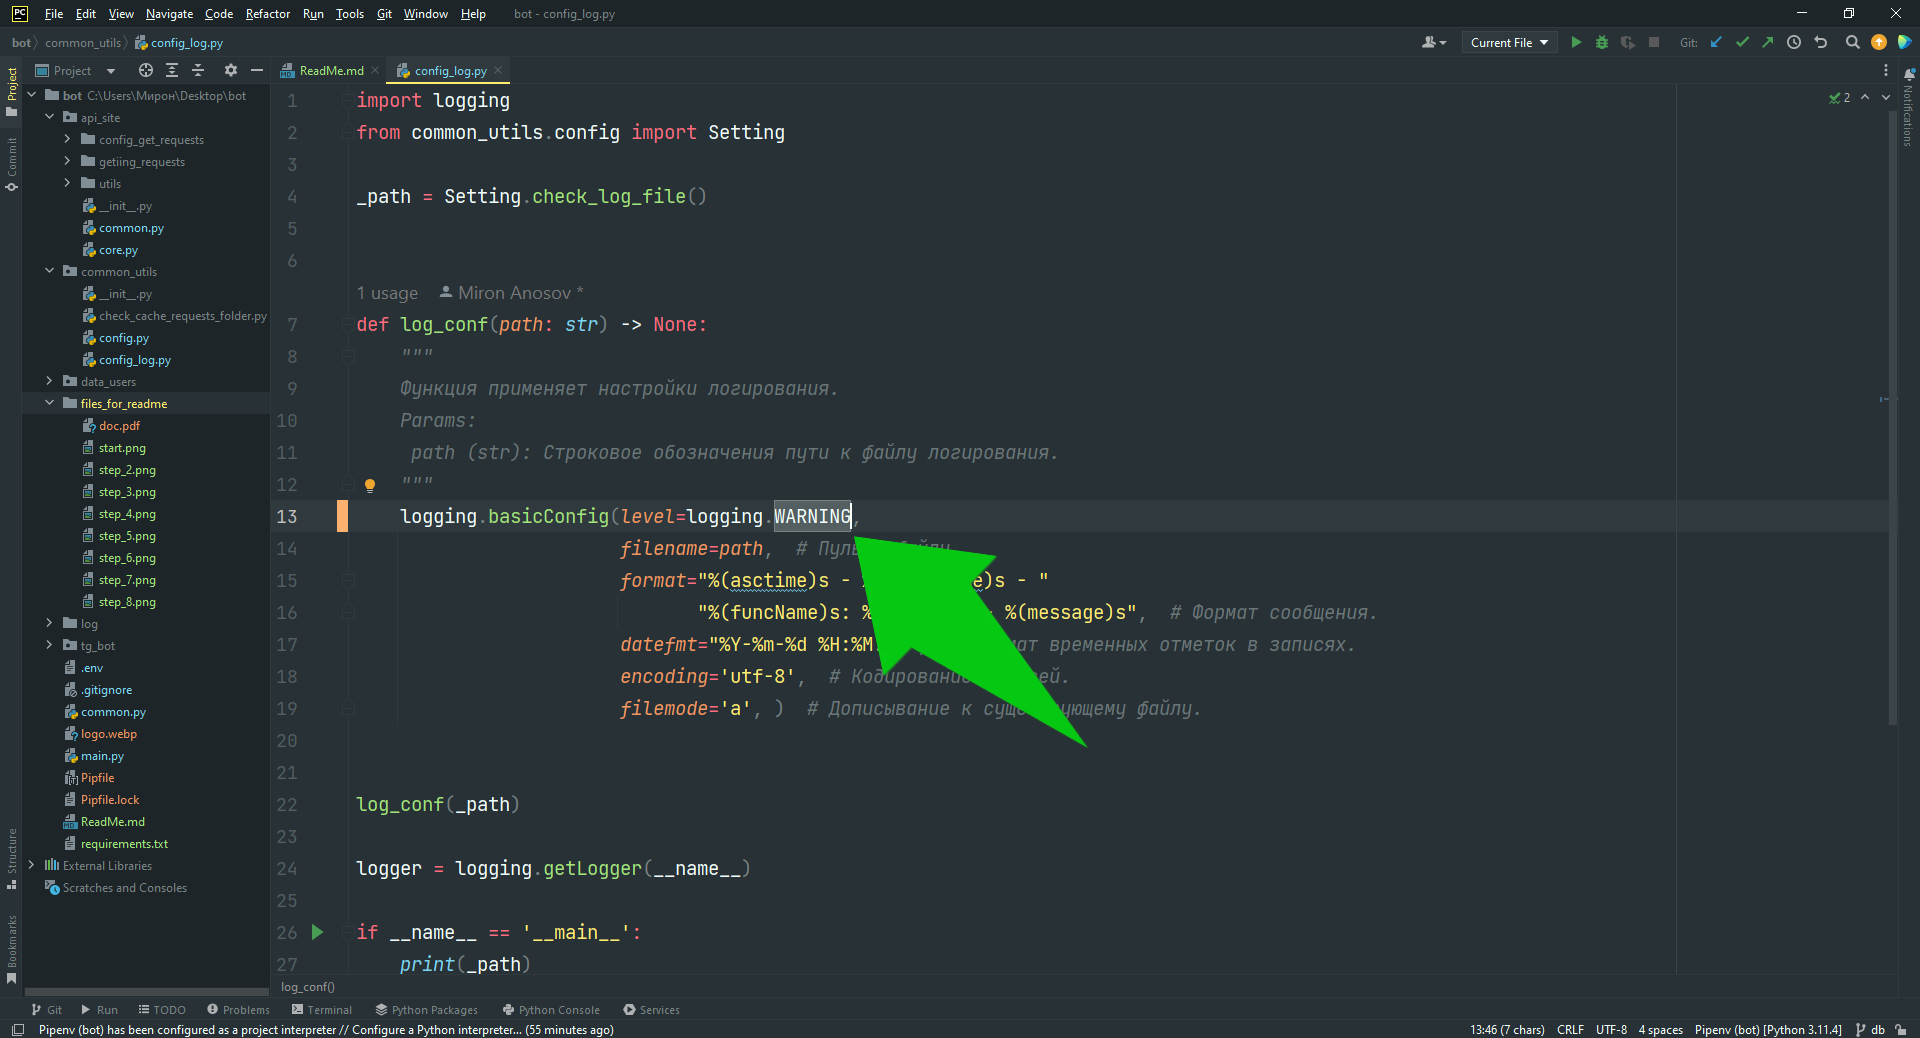 PC File Edit View Navigate Code Refactor Run Tools Git Window Help bot - config_log.py
bot common_utils config_log.py
Current File Git:
Project
ReadMe.md config_log.py
bot C:\Users\Мирон\Desktop\bot
api_site
config_get_requests
getiing_requests
utils
__init__.py
common.py
core.py
common_utils
__init__.py
check_cache_requests_folder.py
config.py
config_log.py
data_users
files_for_readme
doc.pdf
start.png
step_2.png
step_3.png
step_4.png
step_5.png
step_6.png
step_7.png
step_8.png
log
tg_bot
.env
.gitignore
common.py
logo.webp
main.py
Pipfile
Pipfile.lock
ReadMe.md
requirements.txt
External Libraries
Scratches and Consoles
Project
Commit
Structure
Bookmarks
1 import logging
2 from common_utils.config import Setting
3
4 _path = Setting.check_log_file()
5
6
1 usage Miron Anosov *
7 def log_conf(path: str) -> None:
8 """
9 Функция применяет настройки логирования.
10 Params:
11 path (str): Строковое обозначения пути к файлу логирования.
12 """
13 logging.basicConfig(level=logging.WARNING,
14 filename=path, #
15 format="%(asctime)s - e)s - "
16 "%(funcName)s: % %(message)s", # Формат сообщения.
17 datefmt="%Y-%m-%d %H:%M временных отметок в записях.
18 encoding='utf-8', #
19 filemode='a', ) # Дописывание к файлу.
20
21
22 log_conf(_path)
23
24 logger = logging.getLogger(__name__)
25
26 if __name__ == '__main__':
27 print(_path)
log_conf()
2
Notifications
Git Run TODO Problems Terminal Python Packages Python Console Services
Pipenv (bot) has been configured as a project interpreter // Configure a Python interpreter... (55 minutes ago) 13:46 (7 chars) CRLF UTF-8 4 spaces Pipenv (bot) [Python 3.11.4] db